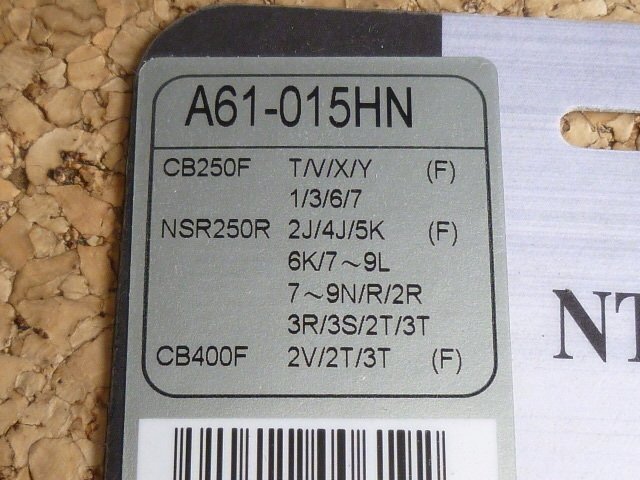 A61-015HN
CB250F T/V/X/Y (F)
1/3/6/7
NSR250R 2J/4J/5K (F)
6K/7～9L
7～9N/R/2R
3R/3S/2T/3T
CB400F 2V/2T/3T (F)
NT